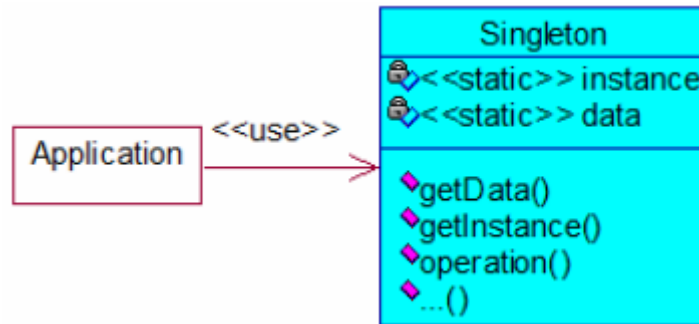 Singleton
<<static>> instance
<<static>> data
<<use>>
Application
getData()
getInstance()
operation()
...()